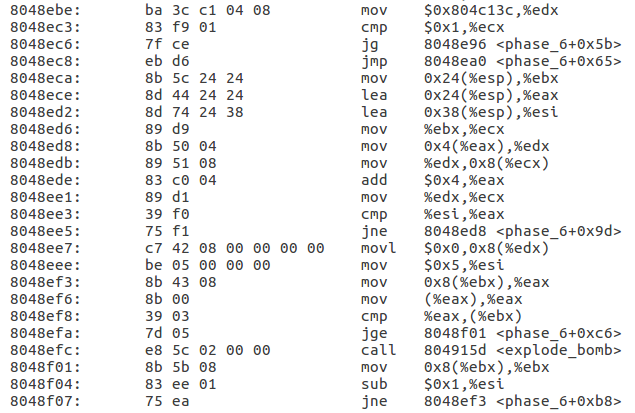 8048ebe: ba 3c c1 04 08 mov $0x804c13c,%edx
8048ec3: 83 f9 01 cmp $0x1,%ecx
8048ec6: 7f ce jg 8048e96 <phase_6+0x5b>
8048ec8: eb d6 jmp 8048ea0 <phase_6+0x65>
8048eca: 8b 5c 24 24 mov 0x24(%esp),%ebx
8048ece: 8d 44 24 24 lea 0x24(%esp),%eax
8048ed2: 8d 74 24 38 lea 0x38(%esp),%esi
8048ed6: 89 d9 mov %ebx,%ecx
8048ed8: 8b 50 04 mov 0x4(%eax),%edx
8048edb: 89 51 08 mov %edx,0x8(%ecx)
8048ede: 83 c0 04 add $0x4,%eax
8048ee1: 89 d1 mov %edx,%ecx
8048ee3: 39 f0 cmp %esi,%eax
8048ee5: 75 f1 jne 8048ed8 <phase_6+0x9d>
8048ee7: c7 42 08 00 00 00 00 movl $0x0,0x8(%edx)
8048eee: be 05 00 00 00 mov $0x5,%esi
8048ef3: 8b 43 08 mov 0x8(%ebx),%eax
8048ef6: 8b 00 mov (%eax),%eax
8048ef8: 39 03 cmp %eax,(%ebx)
8048efa: 7d 05 jge 8048f01 <phase_6+0xc6>
8048efc: e8 5c 02 00 00 call 804915d <explode_bomb>
8048f01: 8b 5b 08 mov 0x8(%ebx),%ebx
8048f04: 83 ee 01 sub $0x1,%esi
8048f07: 75 ea jne 8048ef3 <phase_6+0xb8>